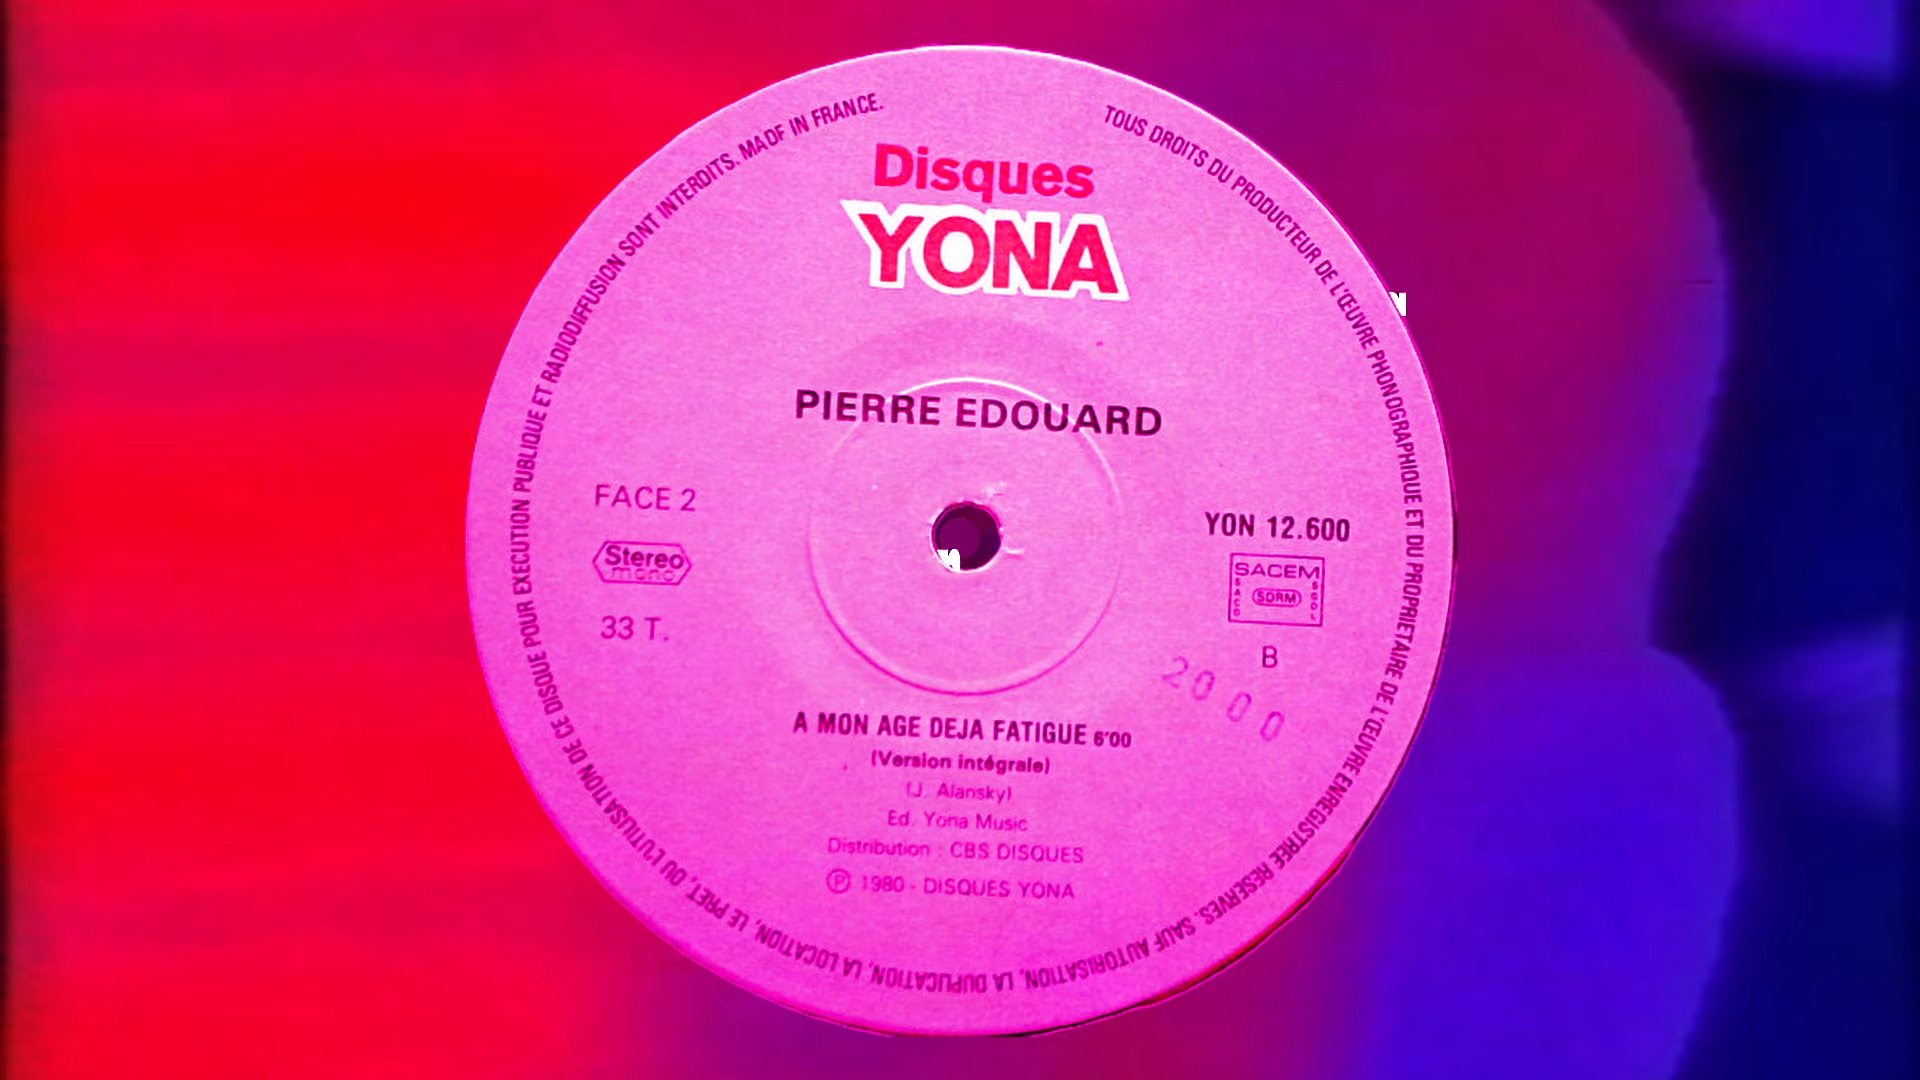 TOUS DROITS DU PRODUCTEUR DE L'ŒUVRE PHONOGRAPHIQUE ET DU PROPRIETAIRE DE L'ŒUVRE ENREGISTREE RESERVES. SAUF AUTORISATION, LA DUPLICATION, LA LOCATION, LE PRET, OU L'UTILISATION DE CE DISQUE POUR EXECUTION PUBLIQUE ET RADIODIFFUSION SONT INTERDITS. MADE IN FRANCE.
Disques
YONA
PIERRE EDOUARD
FACE 2
Stereo
mono
33 T.
YON 12.600
SACEM
SACD
SDRM
SGDL
B
2000
A MON AGE DEJA FATIGUE 6'00
(Version intégrale)
(J. Alansky)
Ed. Yona Music
Distribution : CBS DISQUES
Ⓟ 1980 - DISQUES YONA